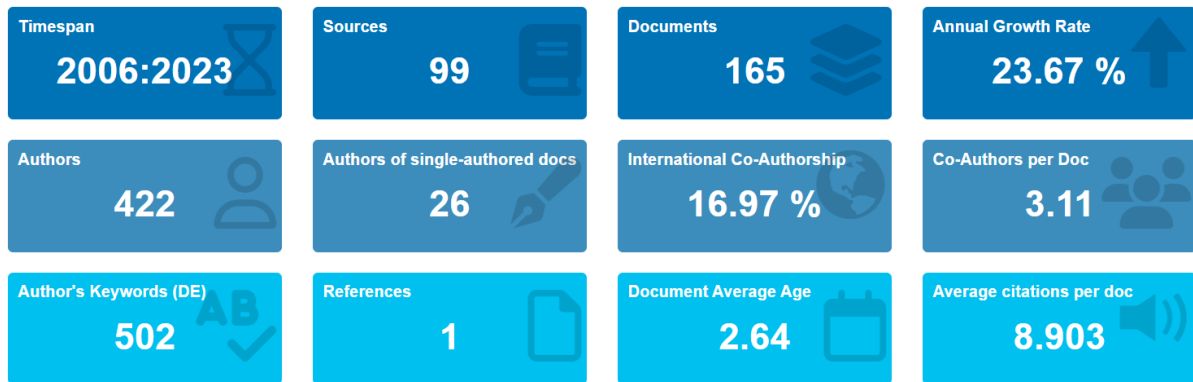 Timespan
2006:2023
Sources
99
Documents
165
Annual Growth Rate
23.67 %
Authors
422
Authors of single-authored docs
26
International Co-Authorship
16.97 %
Co-Authors per Doc
3.11
Author's Keywords (DE)
502
AB
References
1
Document Average Age
2.64
Average citations per doc
8.903